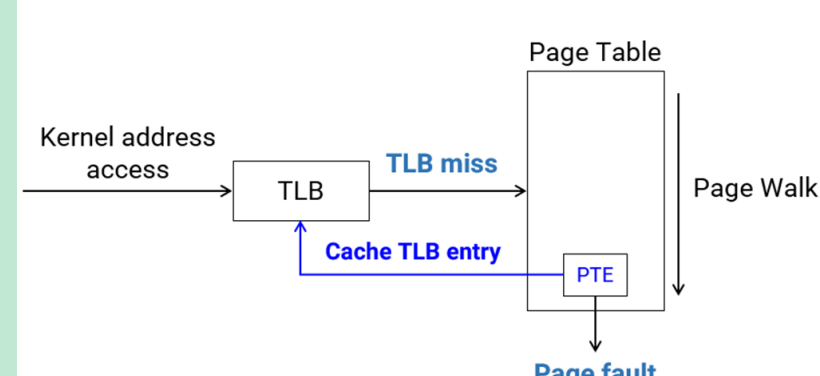 Page Table
Kernel address
access
TLB miss
TLB
Page Walk
Cache TLB entry
PTE
Page fault